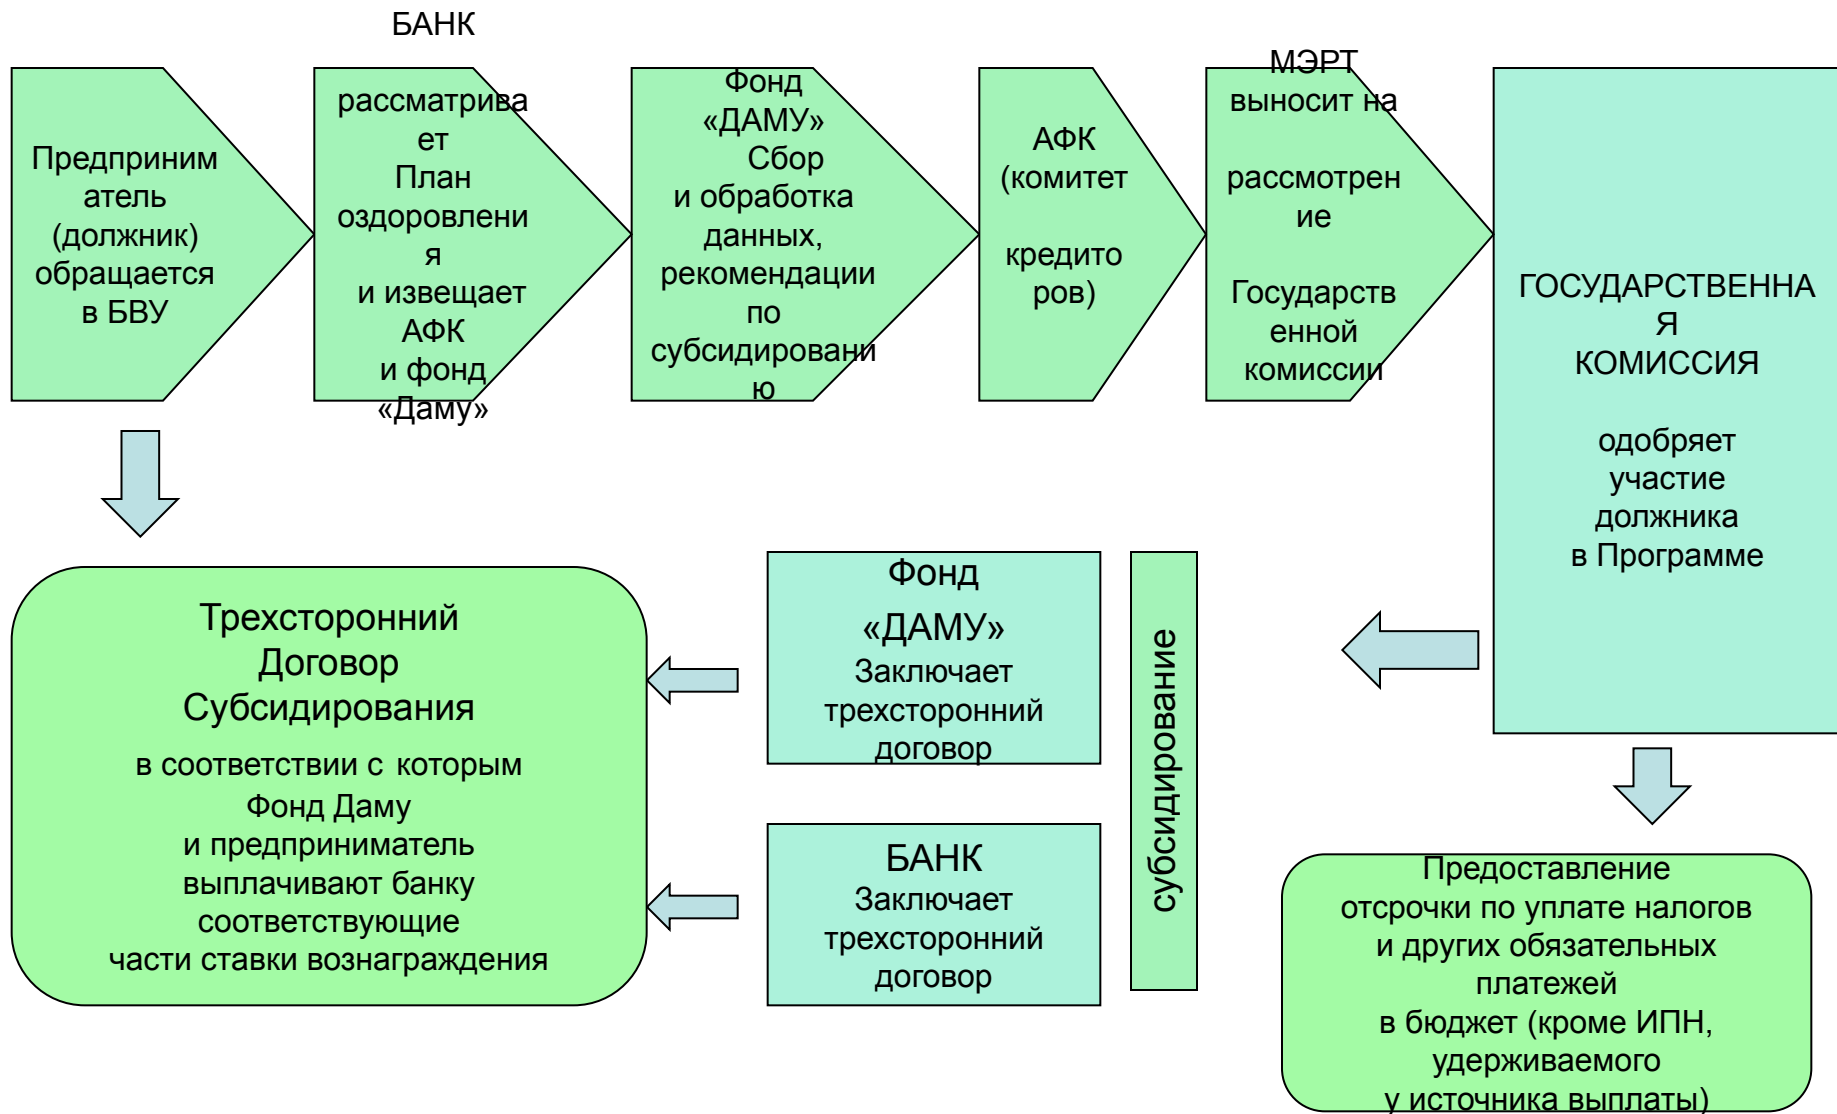 БАНК
Предприним
атель
(должник)
обращается
в БВУ
рассматрива
ет
План
оздоровлени
я
и извещает
АФК
и фонд
«Даму»
Фонд
«ДАМУ»
Сбор
и обработка
данных,
рекомендации
по
субсидировани
ю
АФК
(комитет
кредито
ров)
МЭРТ
выносит на
рассмотрен
ие
Государств
енной
комиссии
ГОСУДАРСТВЕННА
Я
КОМИССИЯ
одобряет
участие
должника
в Программе
Трехсторонний
Договор
Субсидирования
в соответствии с которым
Фонд Даму
и предприниматель
выплачивают банку
соответствующие
части ставки вознаграждения
Фонд
«ДАМУ»
Заключает
трехсторонний
договор
БАНК
Заключает
трехсторонний
договор
субсидирование
Предоставление
отсрочки по уплате налогов
и других обязательных
платежей
в бюджет (кроме ИПН,
удерживаемого
у источника выплаты)